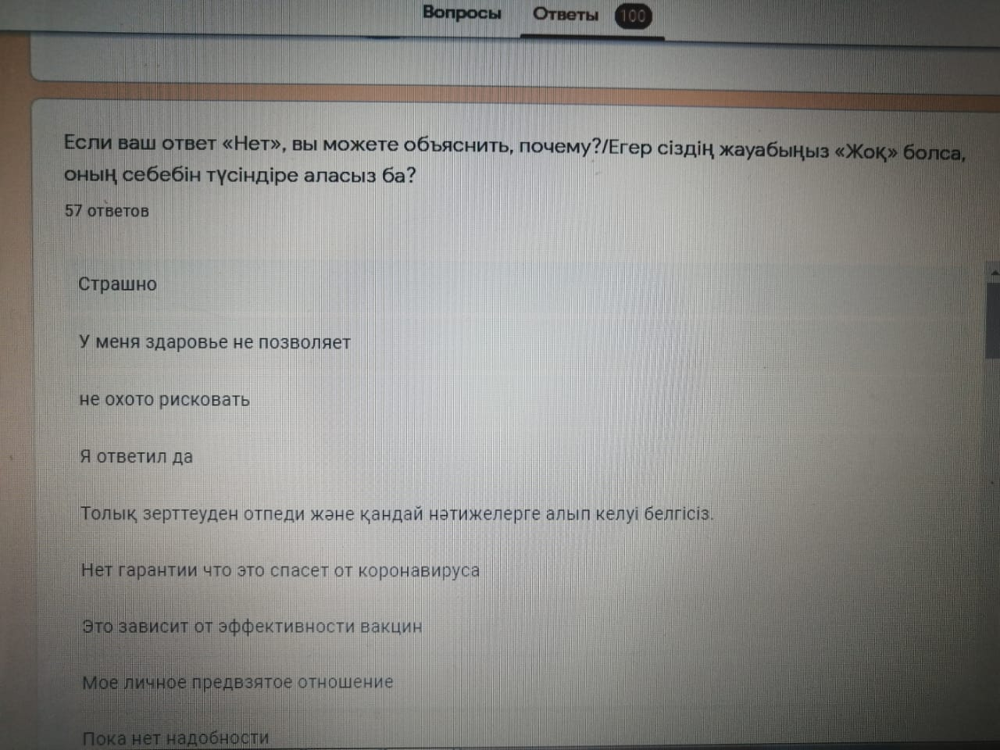 Вопросы Ответы 100
Если ваш ответ «Нет», вы можете объяснить, почему?/Егер сіздің жауабыңыз «Жоқ» болса,
оның себебін түсіндіре аласыз ба?
57 ответов
Страшно
У меня здаровье не позволяет
не охото рисковать
Я ответил да
Толық зерттеуден отпеди және қандай нәтижелерге алып келуі белгісіз.
Нет гарантии что это спасет от коронавируса
Это зависит от эффективности вакцин
Мое личное предвзятое отношение
Пока нет надобности